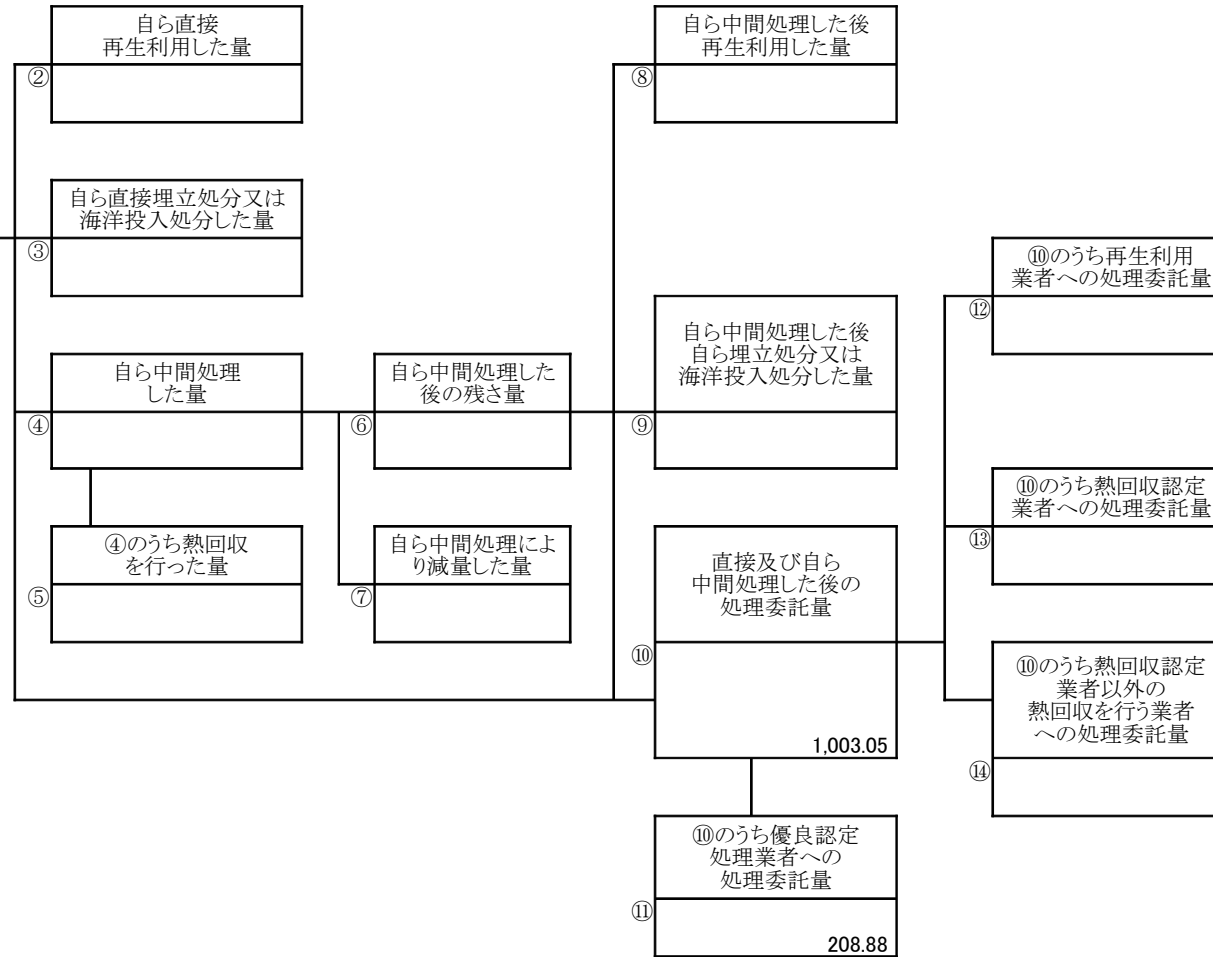 自ら直接
再生利用した量
②
自ら中間処理した後
再生利用した量
⑧
自ら直接埋立処分又は
海洋投入処分した量
③
⑩のうち再生利用
業者への処理委託量
⑫
自ら中間処理
した量
④
自ら中間処理した
後の残さ量
⑥
自ら中間処理した後
自ら埋立処分又は
海洋投入処分した量
⑨
⑩のうち熱回収認定
業者への処理委託量
⑬
④のうち熱回収
を行った量
⑤
自ら中間処理によ
り減量した量
⑦
直接及び自ら
中間処理した後の
処理委託量
⑩
1,003.05
⑩のうち熱回収認定
業者以外の
熱回収を行う業者
への処理委託量
⑭
⑩のうち優良認定
処理業者への
処理委託量
⑪
208.88